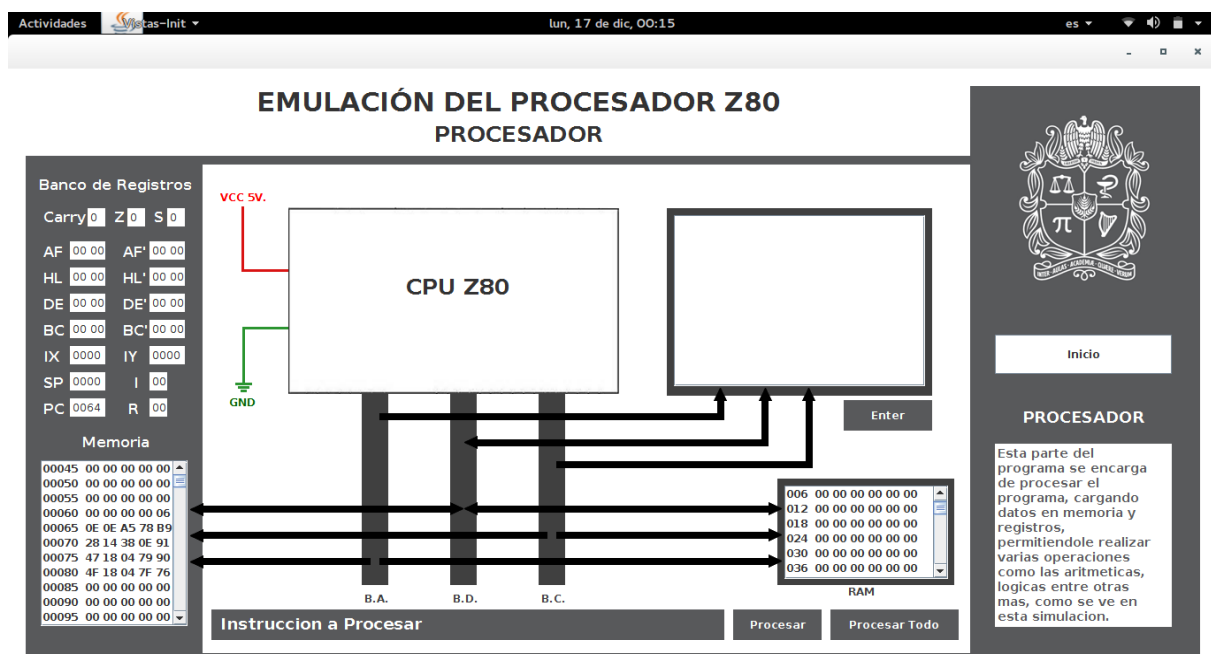 Actividades Vistas-Init lun, 17 de dic, 00:15 es
EMULACIÓN DEL PROCESADOR Z80
PROCESADOR
Banco de Registros
Carry 0 Z 0 S 0
AF 00 00 AF' 00 00
HL 00 00 HL' 00 00
DE 00 00 DE' 00 00
BC 00 00 BC' 00 00
IX 0000 IY 0000
SP 0000 I 00
PC 0064 R 00
Memoria
00045 00 00 00 00 00
00050 00 00 00 00 00
00055 00 00 00 00 00
00060 00 00 00 00 06
00065 0E 0E A5 78 B9
00070 28 14 38 0E 91
00075 47 18 04 79 90
00080 4F 18 04 7F 76
00085 00 00 00 00 00
00090 00 00 00 00 00
00095 00 00 00 00 00
VCC 5V.
GND
CPU Z80
B.A. B.D. B.C.
Enter
006 00 00 00 00 00 00
012 00 00 00 00 00 00
018 00 00 00 00 00 00
024 00 00 00 00 00 00
030 00 00 00 00 00 00
036 00 00 00 00 00 00
RAM
Instruccion a Procesar
Procesar Procesar Todo
INTER · AULAS · ACADEMIÆ · QUÆRE · VERUM
Inicio
PROCESADOR
Esta parte del
programa se encarga
de procesar el
programa, cargando
datos en memoria y
registros,
permitiendole realizar
varias operaciones
como las aritmeticas,
logicas entre otras
mas, como se ve en
esta simulacion.